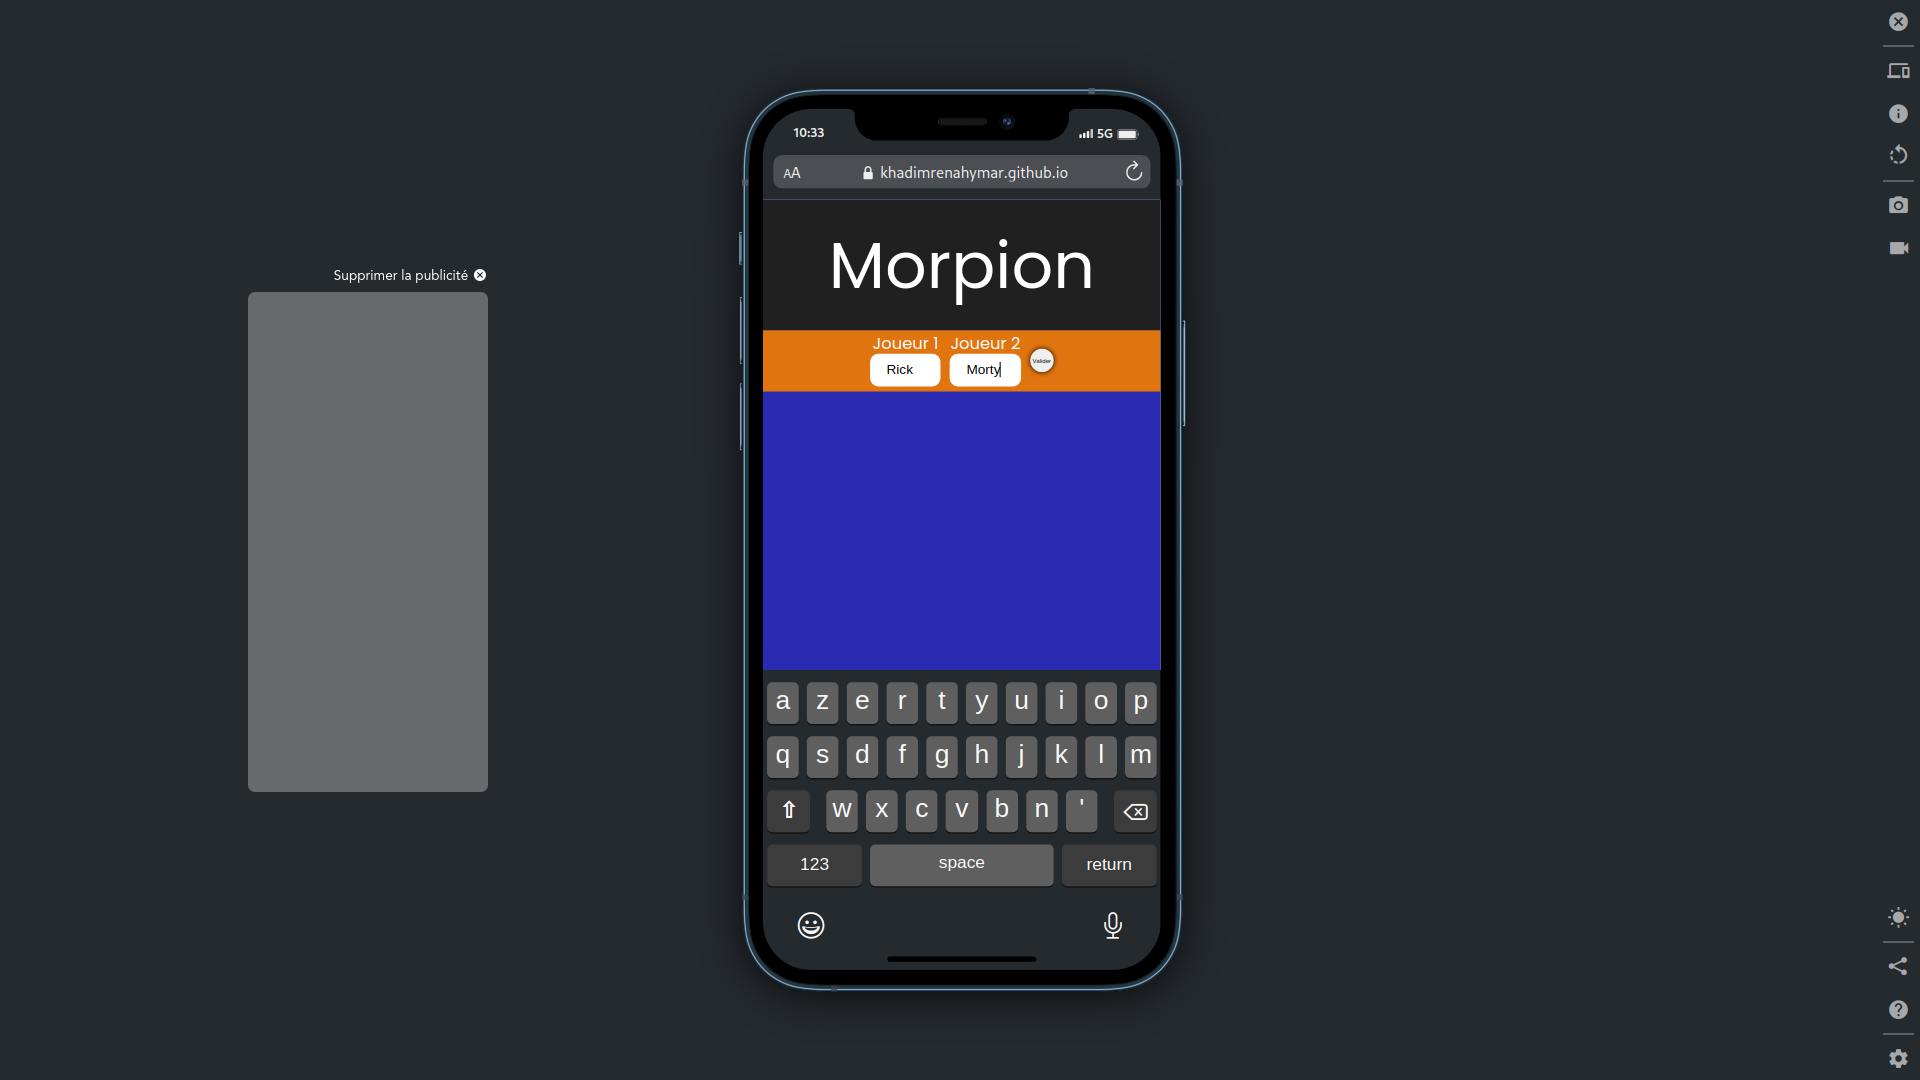 Supprimer la publicité
10:33
5G
AA khadimrenahymar.github.io
Morpion
Joueur 1 Joueur 2
Rick Morty Valider
a z e r t y u i o p
q s d f g h j k l m
w x c v b n '
123 space return